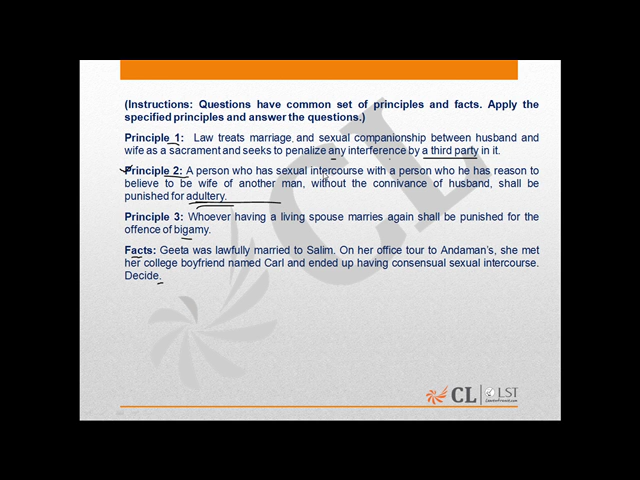 (Instructions: Questions have common set of principles and facts. Apply the
specified principles and answer the questions.)
Principle 1: Law treats marriage and sexual companionship between husband and
wife as a sacrament and seeks to penalize any interference by a third party in it.
Principle 2: A person who has sexual intercourse with a person who he has reason to
believe to be wife of another man, without the connivance of husband, shall be
punished for adultery.
Principle 3: Whoever having a living spouse marries again shall be punished for the
offence of bigamy.
Facts: Geeta was lawfully married to Salim. On her office tour to Andaman's, she met
her college boyfriend named Carl and ended up having consensual sexual intercourse.
Decide.
CL
CL LST